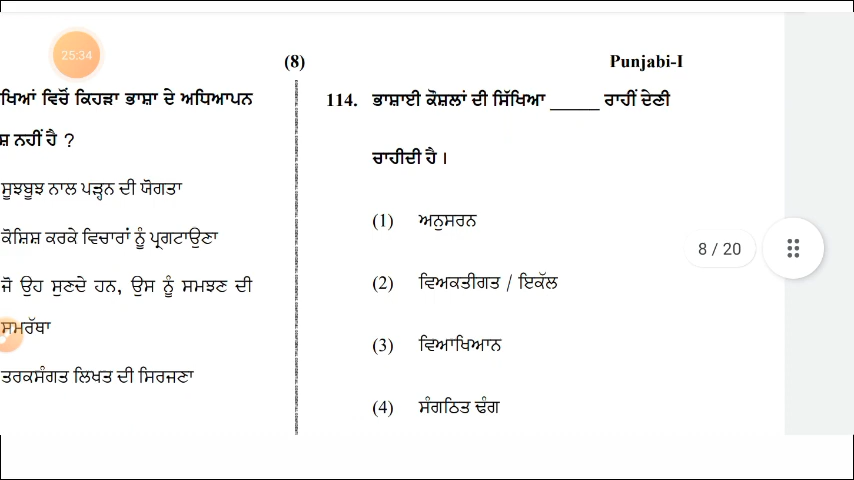 25:34
(8)
Punjabi-I
ਖਿਆਂ ਵਿਚੋਂ ਕਿਹੜਾ ਭਾਸ਼ਾ ਦੇ ਅਧਿਆਪਨ
ਸ਼ ਨਹੀਂ ਹੈ ?
ਸੂਝਬੂਝ ਨਾਲ ਪੜ੍ਹਨ ਦੀ ਯੋਗਤਾ
ਕੋਸ਼ਿਸ਼ ਕਰਕੇ ਵਿਚਾਰਾਂ ਨੂੰ ਪ੍ਰਗਟਾਉਣਾ
ਜੋ ਉਹ ਸੁਣਦੇ ਹਨ, ਉਸ ਨੂੰ ਸਮਝਣ ਦੀ
ਸਮਰੱਥਾ
ਤਰਕਸੰਗਤ ਲਿਖਤ ਦੀ ਸਿਰਜਣਾ
114. ਭਾਸ਼ਾਈ ਕੌਸ਼ਲਾਂ ਦੀ ਸਿੱਖਿਆ ______ ਰਾਹੀਂ ਦੇਣੀ
ਚਾਹੀਦੀ ਹੈ ।
(1) ਅਨੁਸਰਨ
(2) ਵਿਅਕਤੀਗਤ / ਇਕੱਲ
(3) ਵਿਆਖਿਆਨ
(4) ਸੰਗਠਿਤ ਢੰਗ
8 / 20